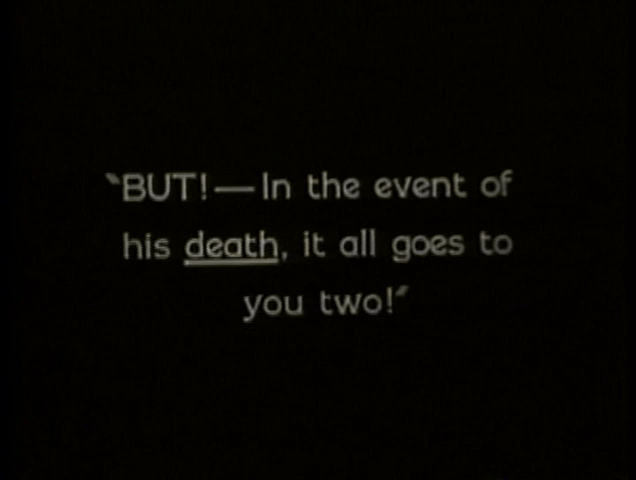 "BUT!—In the event of
his death, it all goes to
you two!"